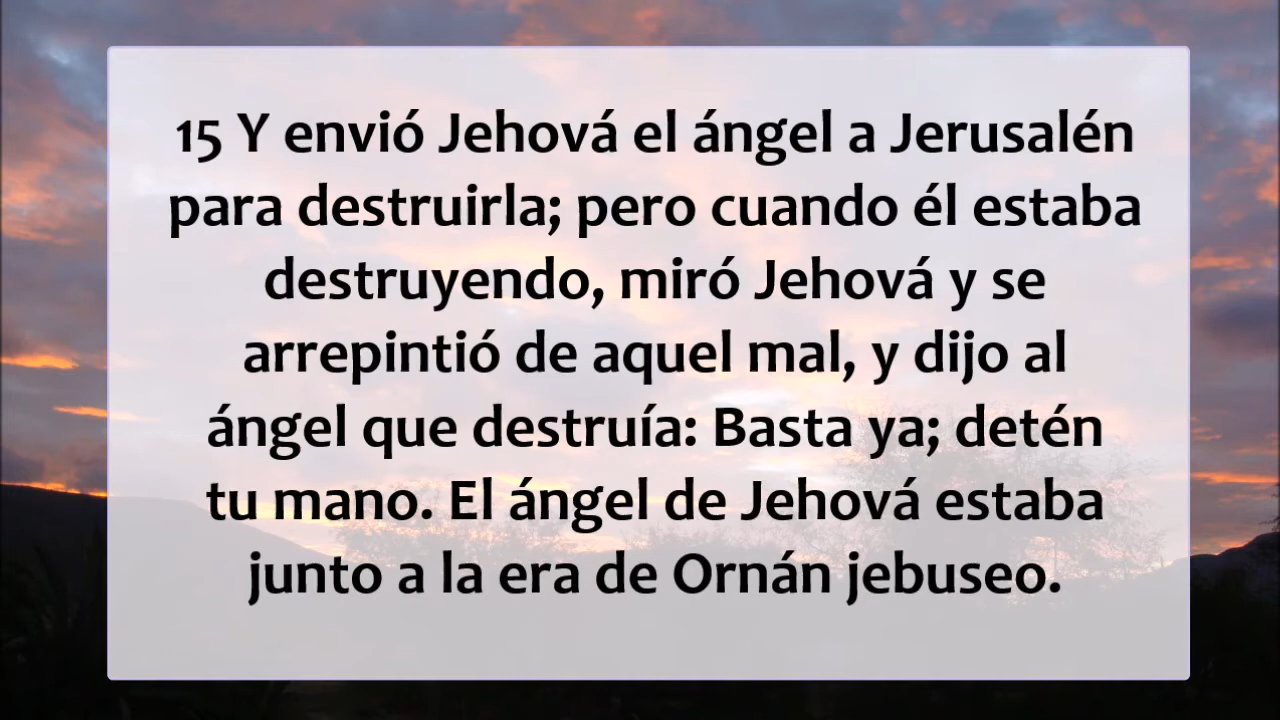 15 Y envió Jehová el ángel a Jerusalén
para destruirla; pero cuando él estaba
destruyendo, miró Jehová y se
arrepintió de aquel mal, y dijo al
ángel que destruía: Basta ya; detén
tu mano. El ángel de Jehová estaba
junto a la era de Ornán jebuseo.